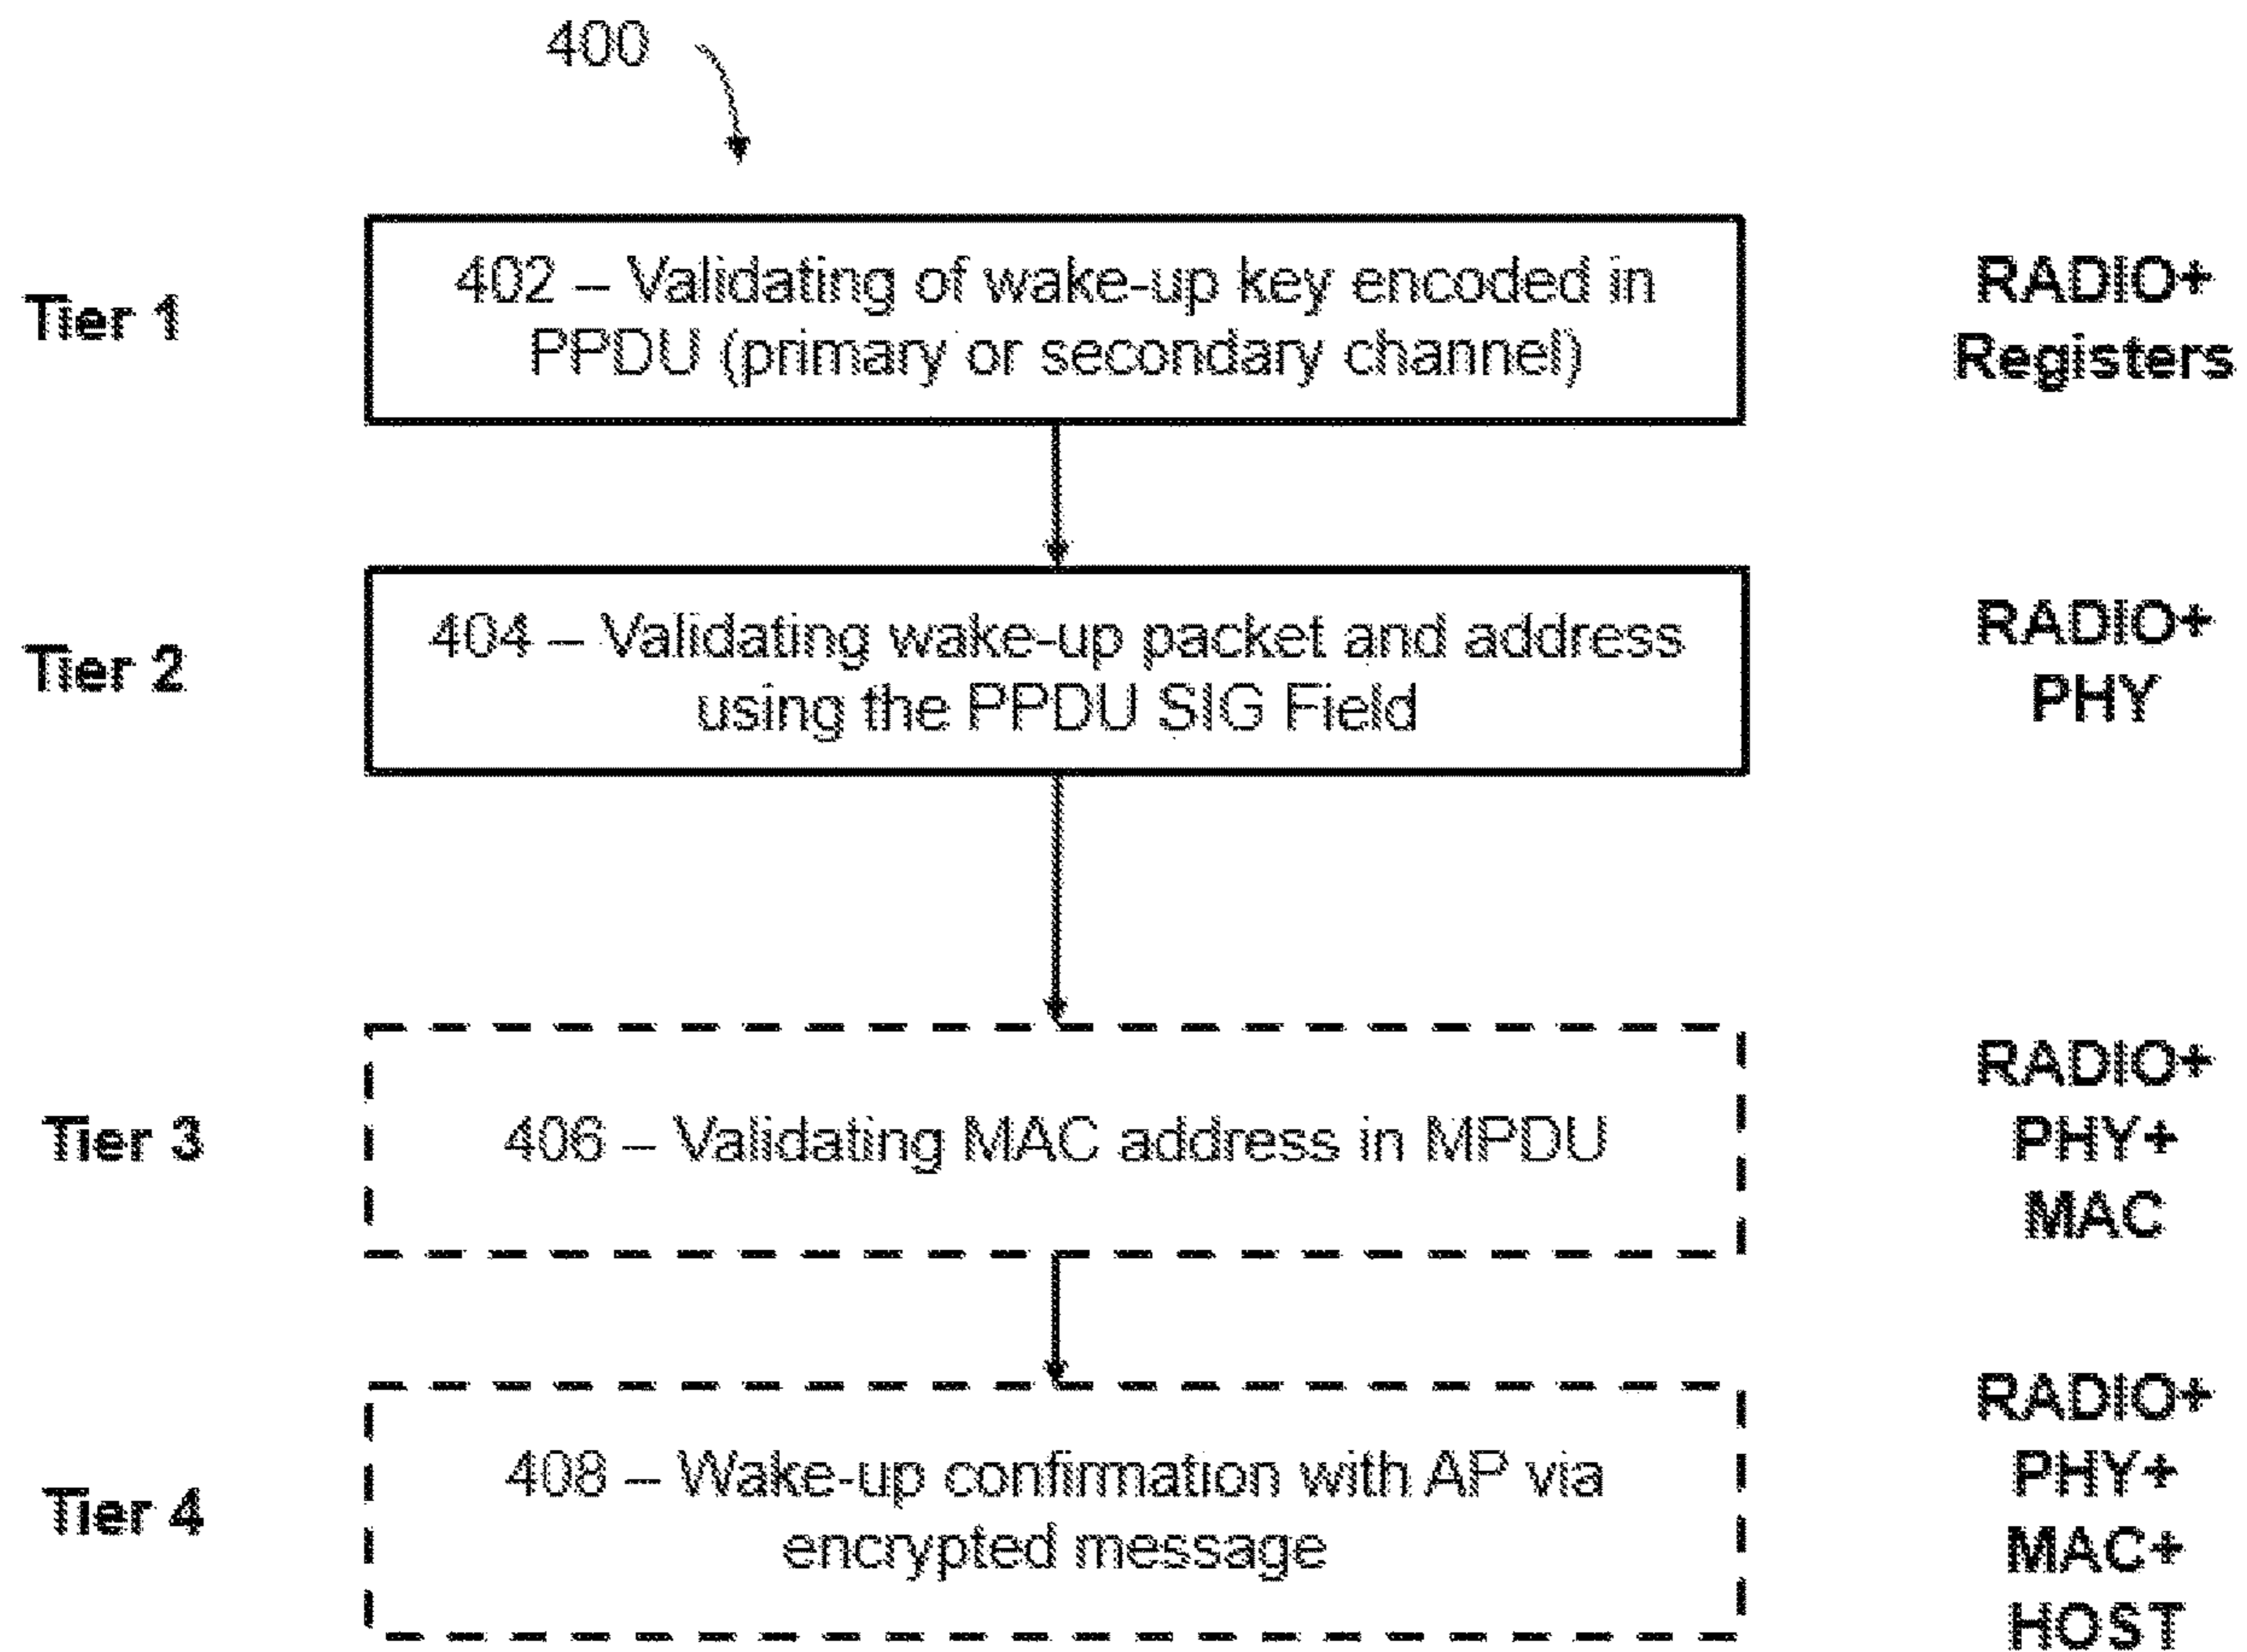 400
Tier 1
402 – Validating of wake-up key encoded in
PPDU (primary or secondary channel)
RADIO+
Registers
Tier 2
404 – Validating wake-up packet and address
using the PPDU SIG Field
RADIO+
PHY
Tier 3
406 – Validating MAC address in MPDU
RADIO+
PHY+
MAC
Tier 4
408 – Wake-up confirmation with AP via
encrypted message
RADIO+
PHY+
MAC+
HOST